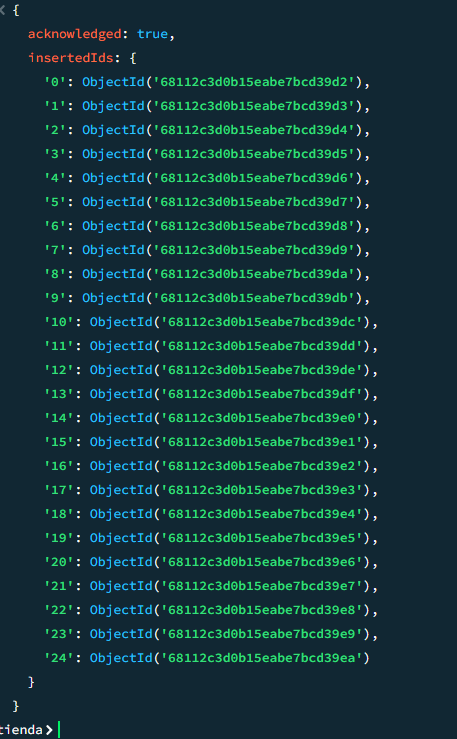 {
acknowledged: true,
insertedIds: {
'0': ObjectId('68112c3d0b15eabe7bcd39d2'),
'1': ObjectId('68112c3d0b15eabe7bcd39d3'),
'2': ObjectId('68112c3d0b15eabe7bcd39d4'),
'3': ObjectId('68112c3d0b15eabe7bcd39d5'),
'4': ObjectId('68112c3d0b15eabe7bcd39d6'),
'5': ObjectId('68112c3d0b15eabe7bcd39d7'),
'6': ObjectId('68112c3d0b15eabe7bcd39d8'),
'7': ObjectId('68112c3d0b15eabe7bcd39d9'),
'8': ObjectId('68112c3d0b15eabe7bcd39da'),
'9': ObjectId('68112c3d0b15eabe7bcd39db'),
'10': ObjectId('68112c3d0b15eabe7bcd39dc'),
'11': ObjectId('68112c3d0b15eabe7bcd39dd'),
'12': ObjectId('68112c3d0b15eabe7bcd39de'),
'13': ObjectId('68112c3d0b15eabe7bcd39df'),
'14': ObjectId('68112c3d0b15eabe7bcd39e0'),
'15': ObjectId('68112c3d0b15eabe7bcd39e1'),
'16': ObjectId('68112c3d0b15eabe7bcd39e2'),
'17': ObjectId('68112c3d0b15eabe7bcd39e3'),
'18': ObjectId('68112c3d0b15eabe7bcd39e4'),
'19': ObjectId('68112c3d0b15eabe7bcd39e5'),
'20': ObjectId('68112c3d0b15eabe7bcd39e6'),
'21': ObjectId('68112c3d0b15eabe7bcd39e7'),
'22': ObjectId('68112c3d0b15eabe7bcd39e8'),
'23': ObjectId('68112c3d0b15eabe7bcd39e9'),
'24': ObjectId('68112c3d0b15eabe7bcd39ea')
}
}
tienda>